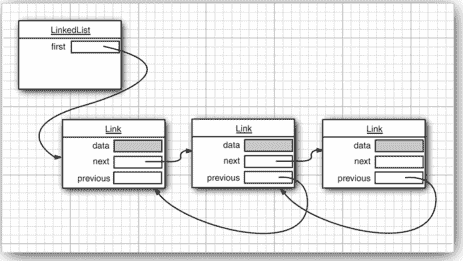 LinkedList
first
Link
data
next
previous
Link
data
next
previous
Link
data
next
previous